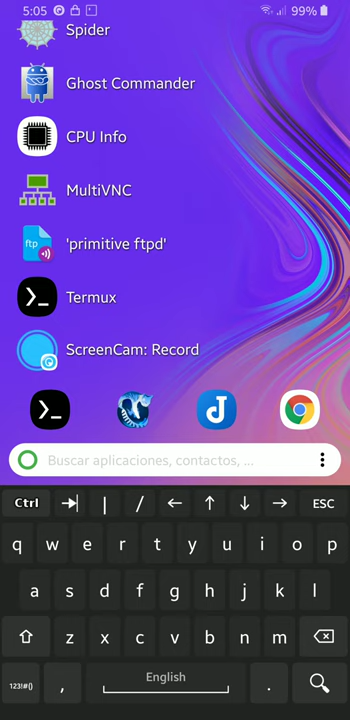 5:05 99%
Spider
Ghost Commander
CPU Info
MultiVNC
ftp 'primitive ftpd'
Termux
ScreenCam: Record
Buscar aplicaciones, contactos, ...
Ctrl | / ← ↑ ↓ → ESC
q w e r t y u i o p
a s d f g h j k l
z x c v b n m
123!#() , English .